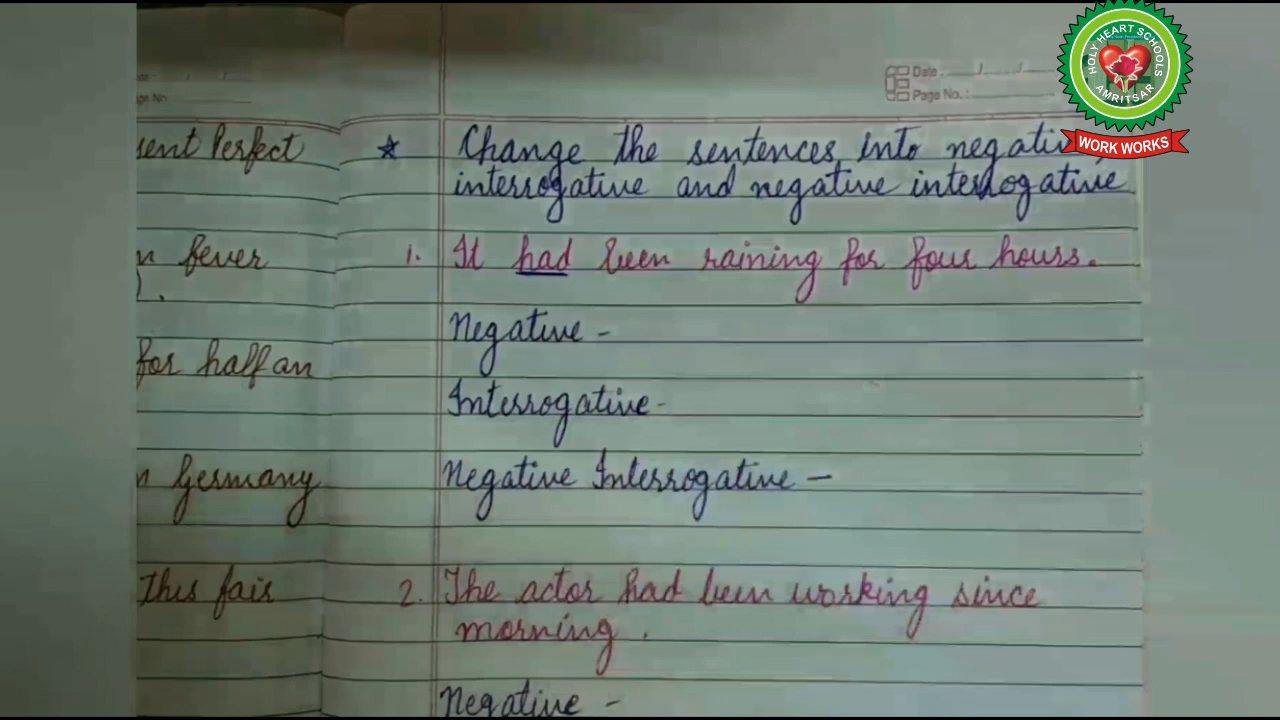 Date : / /
Page No. :
Perfect
★ Change the sentences into
interrogative and negative interrogative
fever
1. It had been raining for four hours.
Negative -
for half an
Interrogative -
Germany
Negative Interrogative -
This fair
2. The actor had been working since
morning.
Negative -
HOLY HEART SCHOOLS
AMRITSAR
WORK WORKS